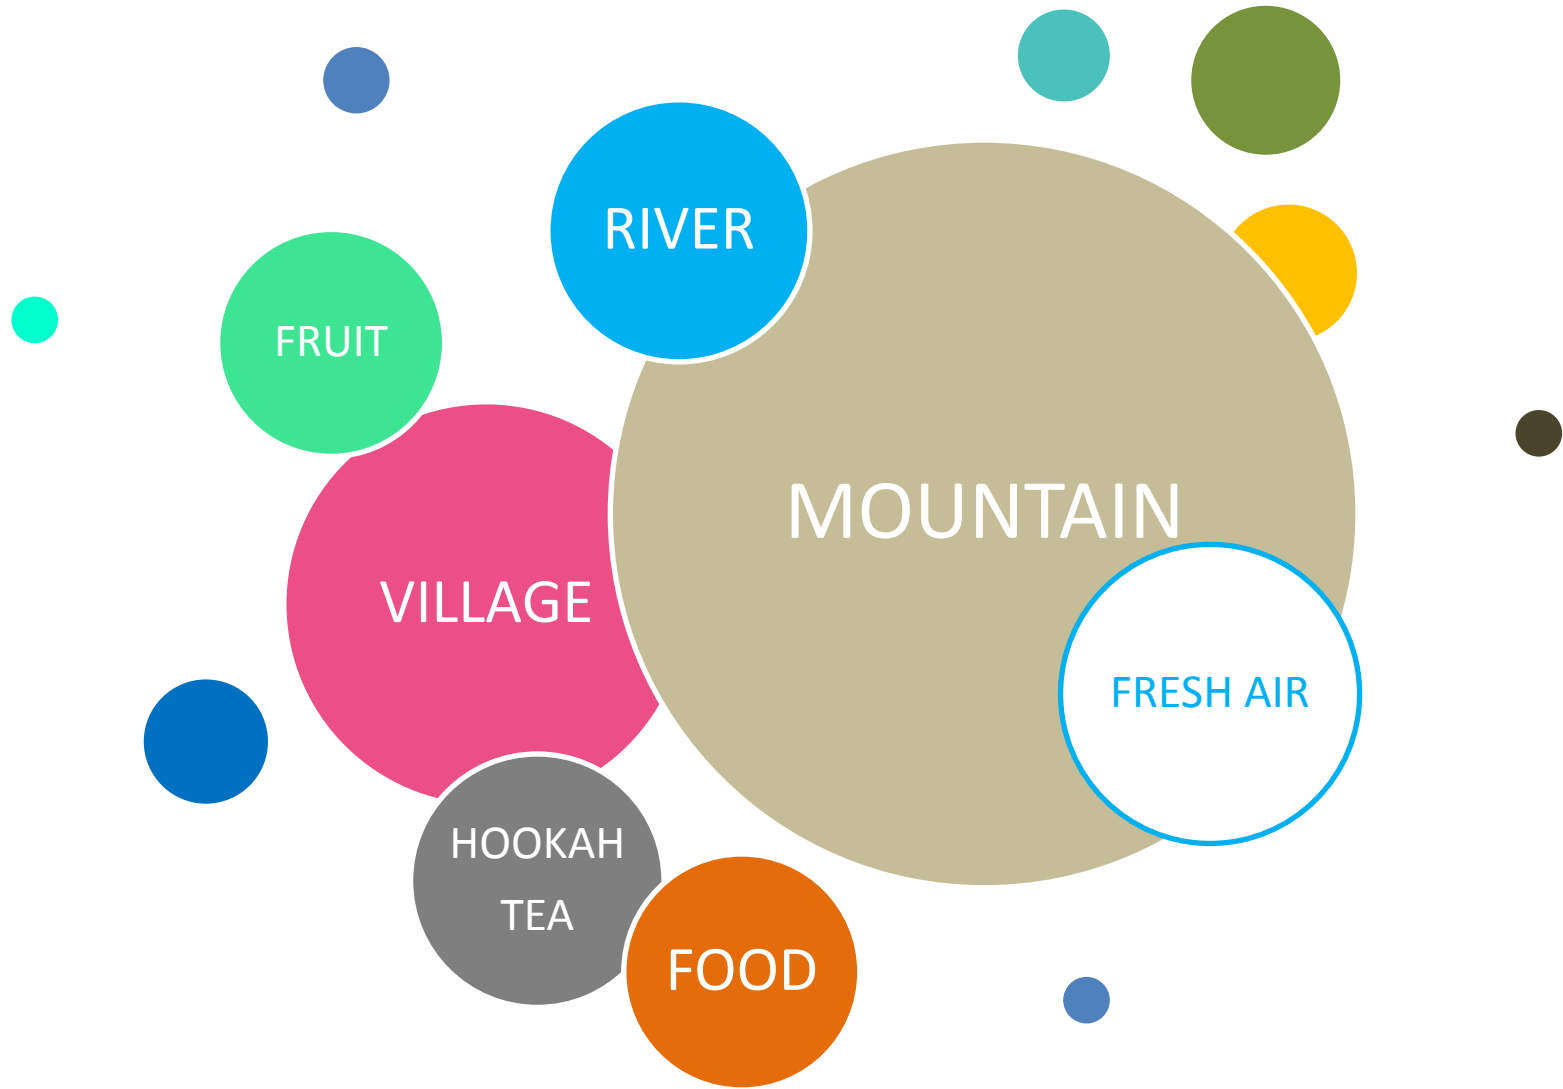 RIVER
FRUIT
MOUNTAIN
VILLAGE
FRESH AIR
HOOKAH
TEA
FOOD